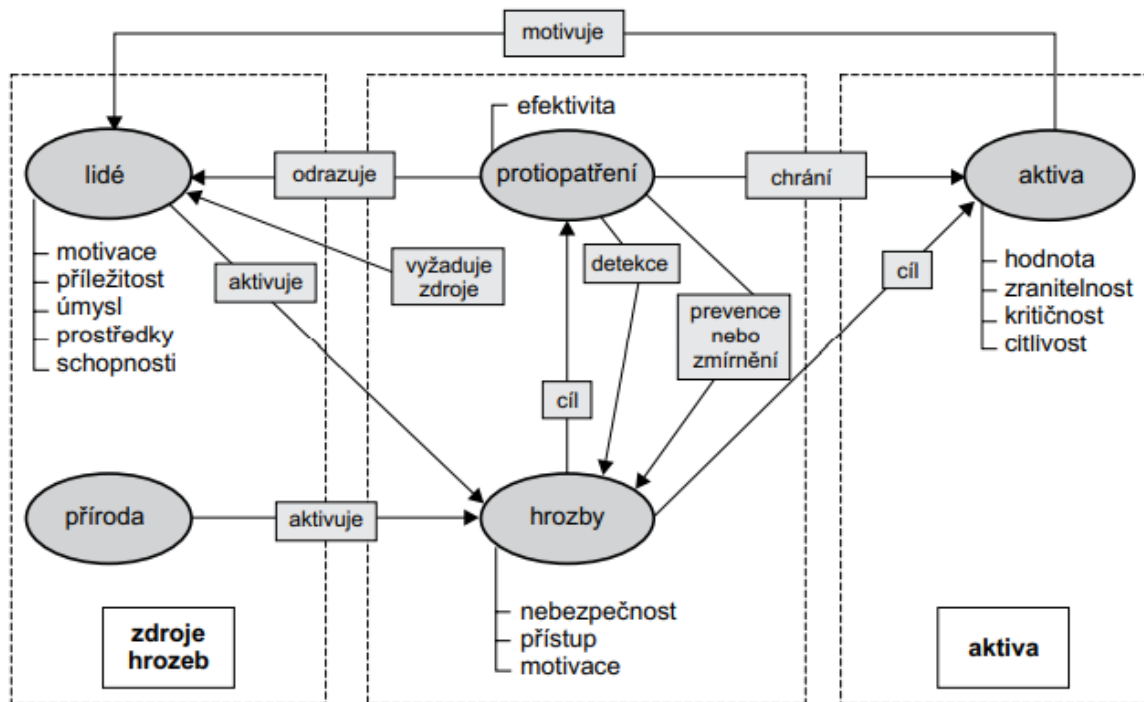 motivuje
efektivita
lidé
odrazuje
protiopatření
chrání
aktiva
motivace
příležitost
úmysl
prostředky
schopnosti
aktivuje
vyžaduje
zdroje
detekce
prevence
nebo
zmírnění
cíl
hodnota
zranitelnost
kritičnost
citlivost
cíl
příroda
aktivuje
hrozby
nebezpečnost
přístup
motivace
zdroje
hrozeb
aktiva